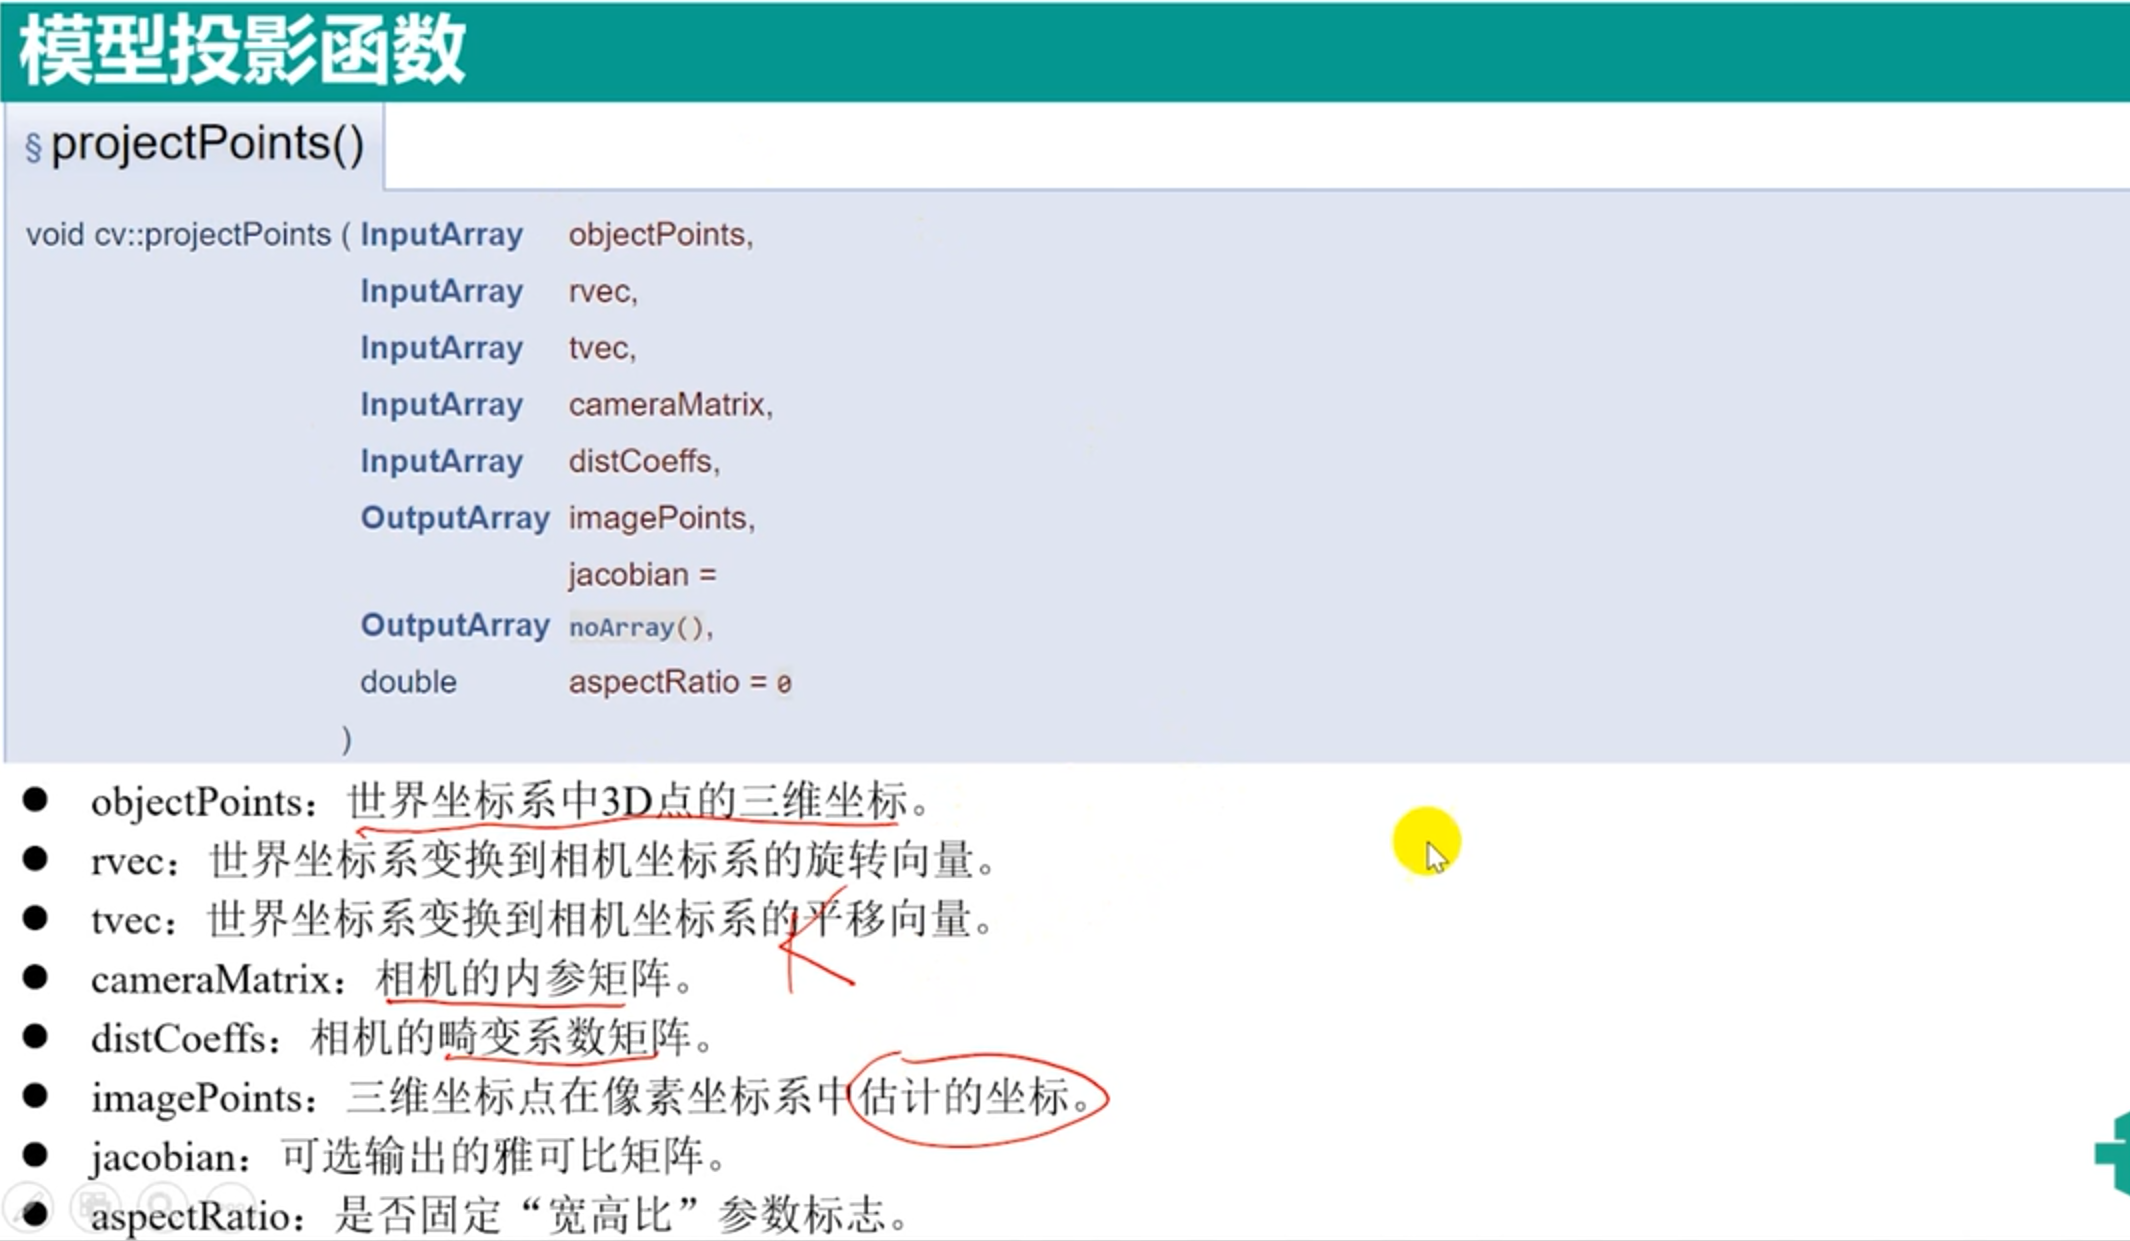 模型投影函数
§ projectPoints()
void cv::projectPoints ( InputArray objectPoints,
InputArray rvec,
InputArray tvec,
InputArray cameraMatrix,
InputArray distCoeffs,
OutputArray imagePoints,
jacobian =
OutputArray noArray(),
double aspectRatio = 0
)
● objectPoints：世界坐标系中3D点的三维坐标。
● rvec：世界坐标系变换到相机坐标系的旋转向量。
● tvec：世界坐标系变换到相机坐标系的平移向量。
K
● cameraMatrix：相机的内参矩阵。
● distCoeffs：相机的畸变系数矩阵。
● imagePoints：三维坐标点在像素坐标系中估计的坐标。
● jacobian：可选输出的雅可比矩阵。
● aspectRatio：是否固定“宽高比”参数标志。